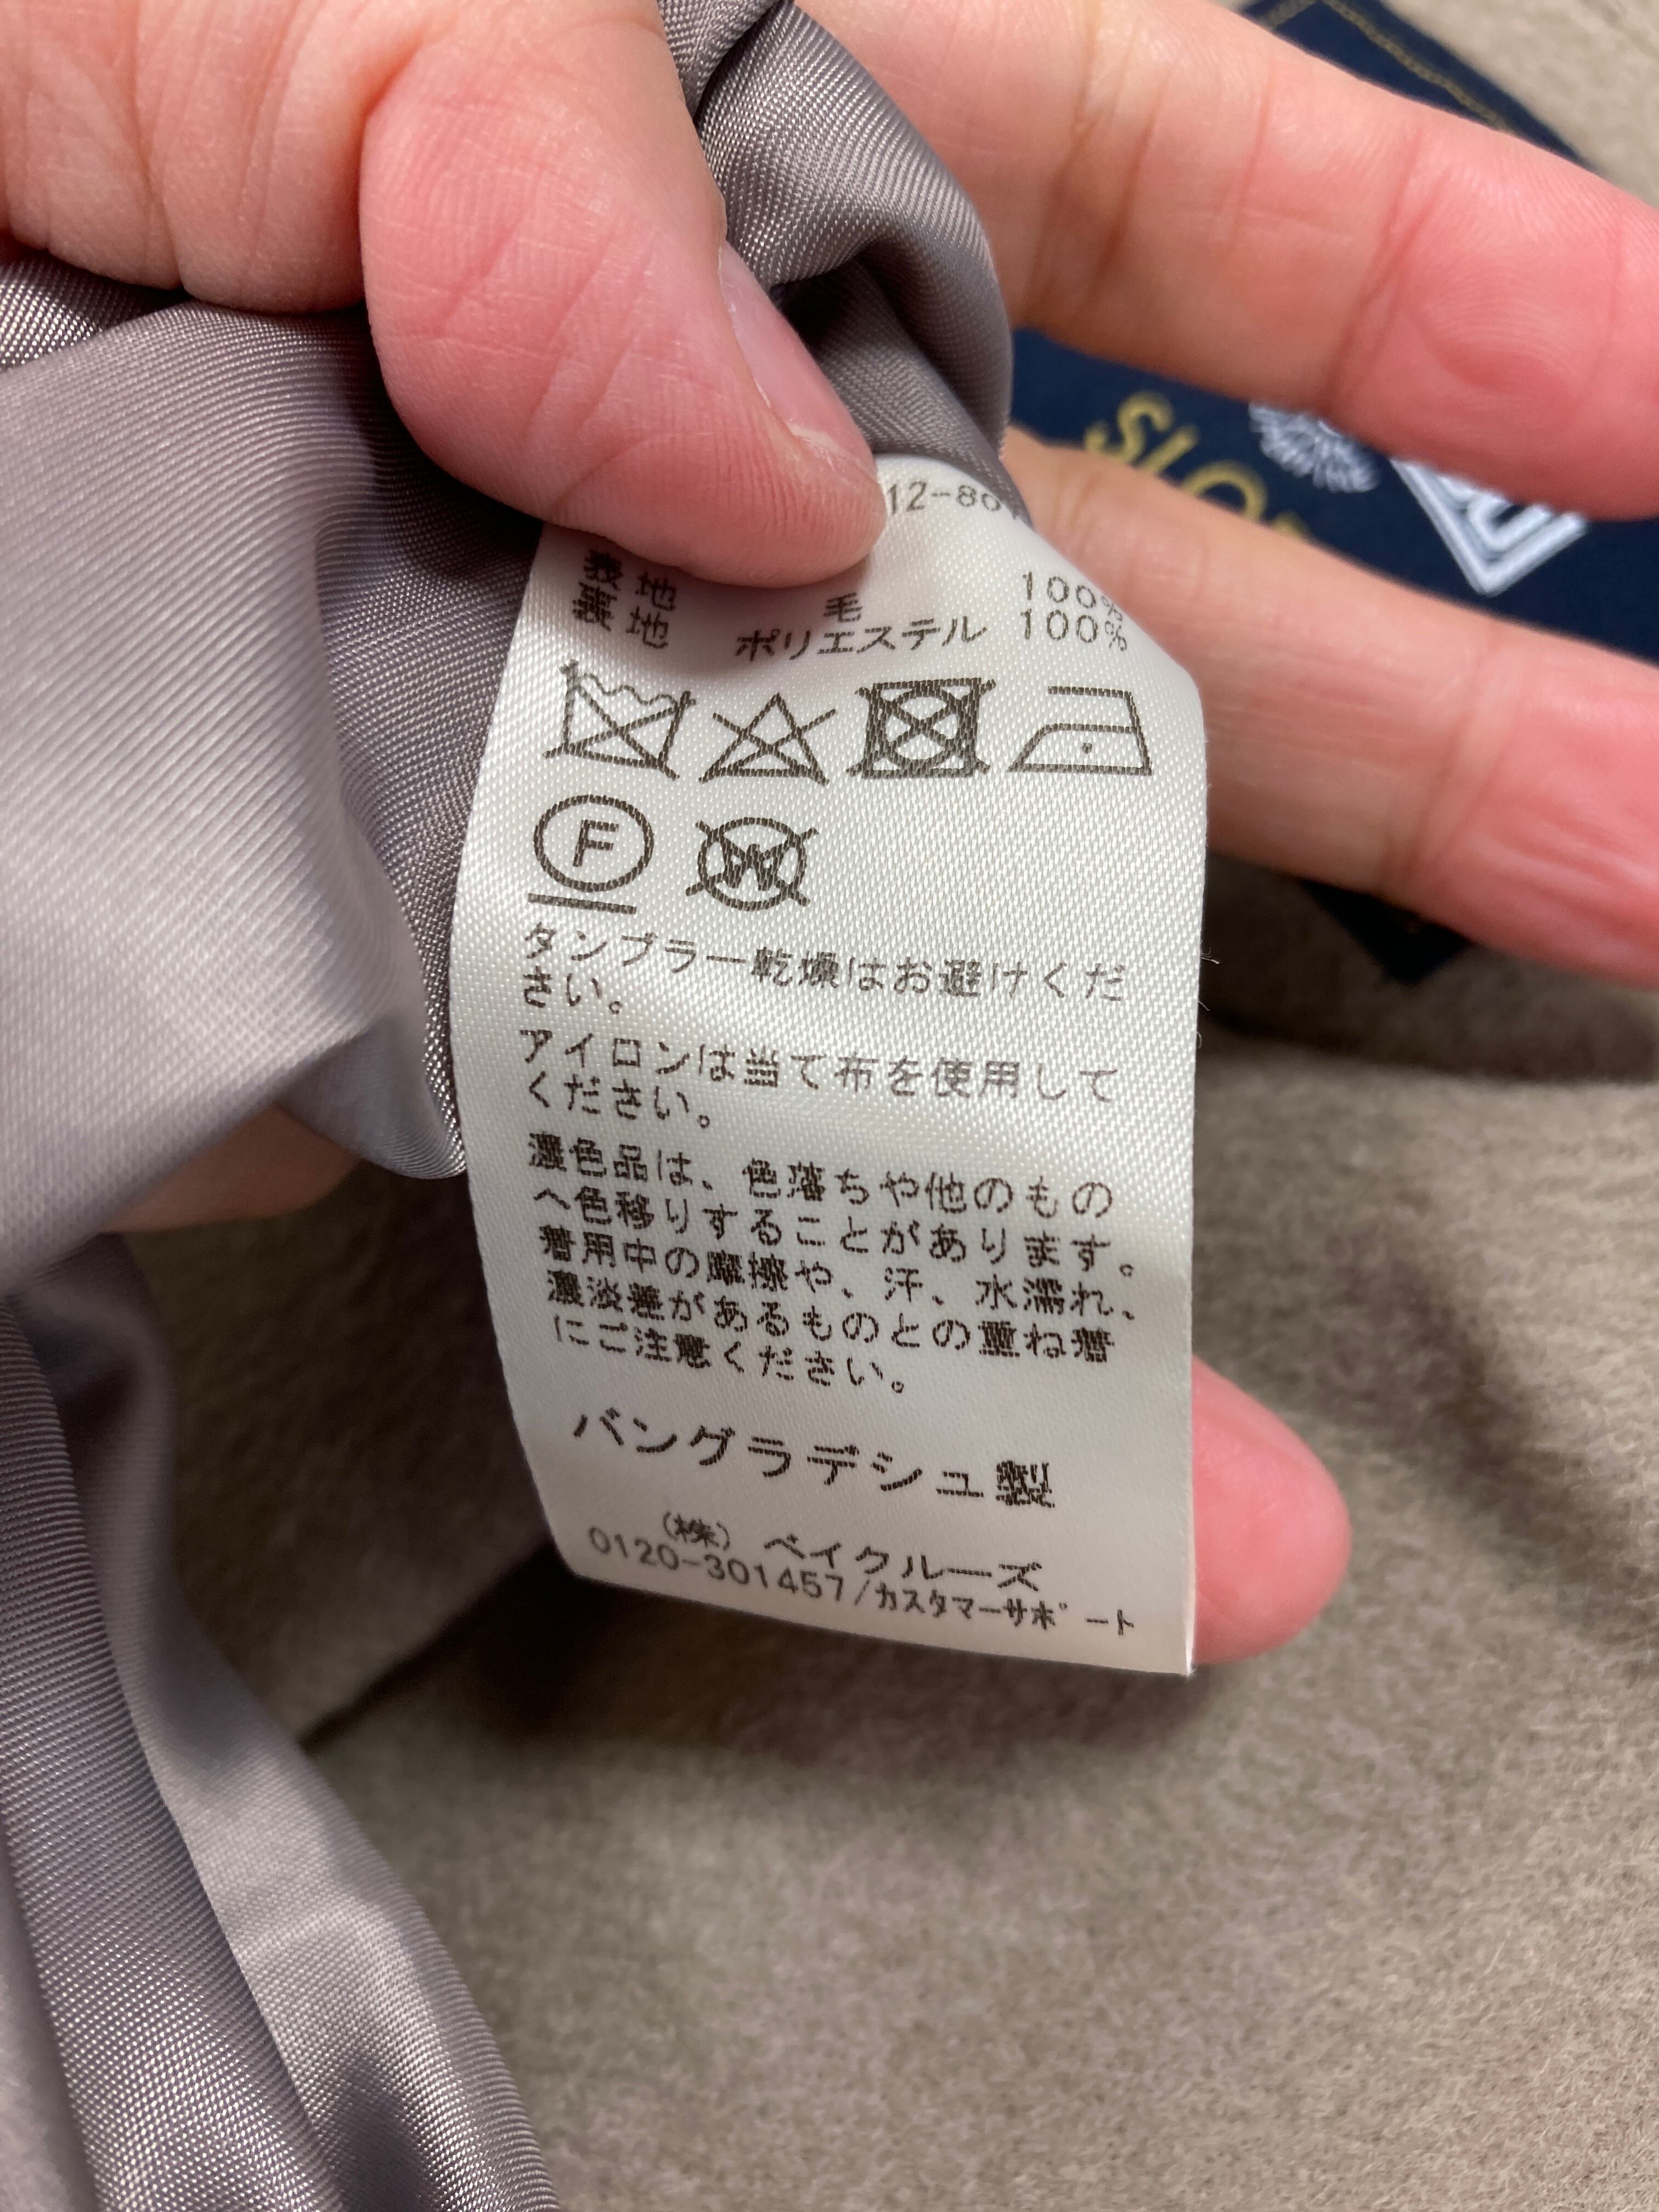 12-80
表地 毛 100%
裏地 ポリエステル 100%
F
W
タンブラー乾燥はお避けくだ
さい。
アイロンは当て布を使用して
ください。
濃色品は、色落ちや他のもの
へ色移りすることがあります。
着用中の摩擦や、汗、水濡れ、
濃淡差があるものとの重ね着
にご注意ください。
バングラデシュ製
(株) ベイクルーズ
0120-301457/カスタマーサポート